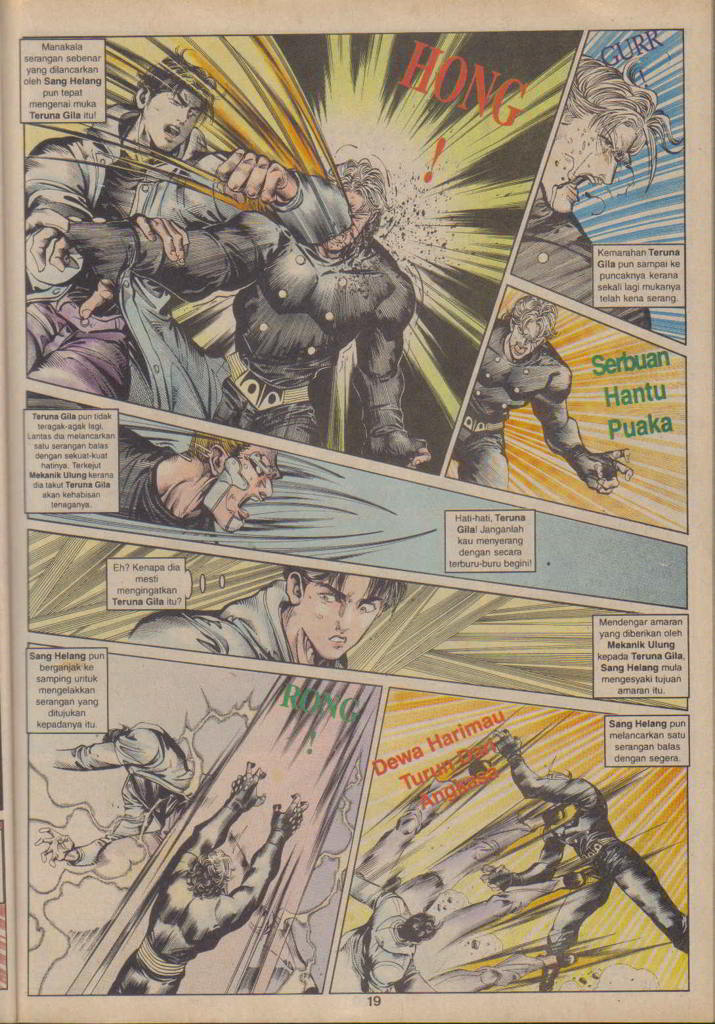 Manakala
serangan sebenar
yang dilancarkan
oleh Sang Helang
pun tepat
mengenai muka
Teruna Gila itu!
HONG
!
GURR
!
Kemarahan Teruna
Gila pun sampai ke
puncaknya kerana
sekali lagi mukanya
telah kena serang.
Serbuan
Hantu
Puaka
Teruna Gila pun tidak
teragak-agak lagi.
Lantas dia melancarkan
satu serangan balas
dengan sekuat-kuat
hatinya. Terkejut
Mekanik Ulung kerana
dia takut Teruna Gila
akan kehabisan
tenaganya.
Hati-hati, Teruna
Gila! Janganlah
kau menyerang
dengan secara
terburu-buru begini!
Eh? Kenapa dia
mesti
mengingatkan
Teruna Gila itu?
Mendengar amaran
yang diberikan oleh
Mekanik Ulung
kepada Teruna Gila,
Sang Helang mula
mengesyaki tujuan
amaran itu.
Sang Helang pun
berganjak ke
samping untuk
mengelakkan
serangan yang
ditujukan
kepadanya itu.
RONG
!
Dewa Harimau
Turun Dari
Angkasa
Sang Helang pun
melancarkan satu
serangan balas
dengan segera.
19